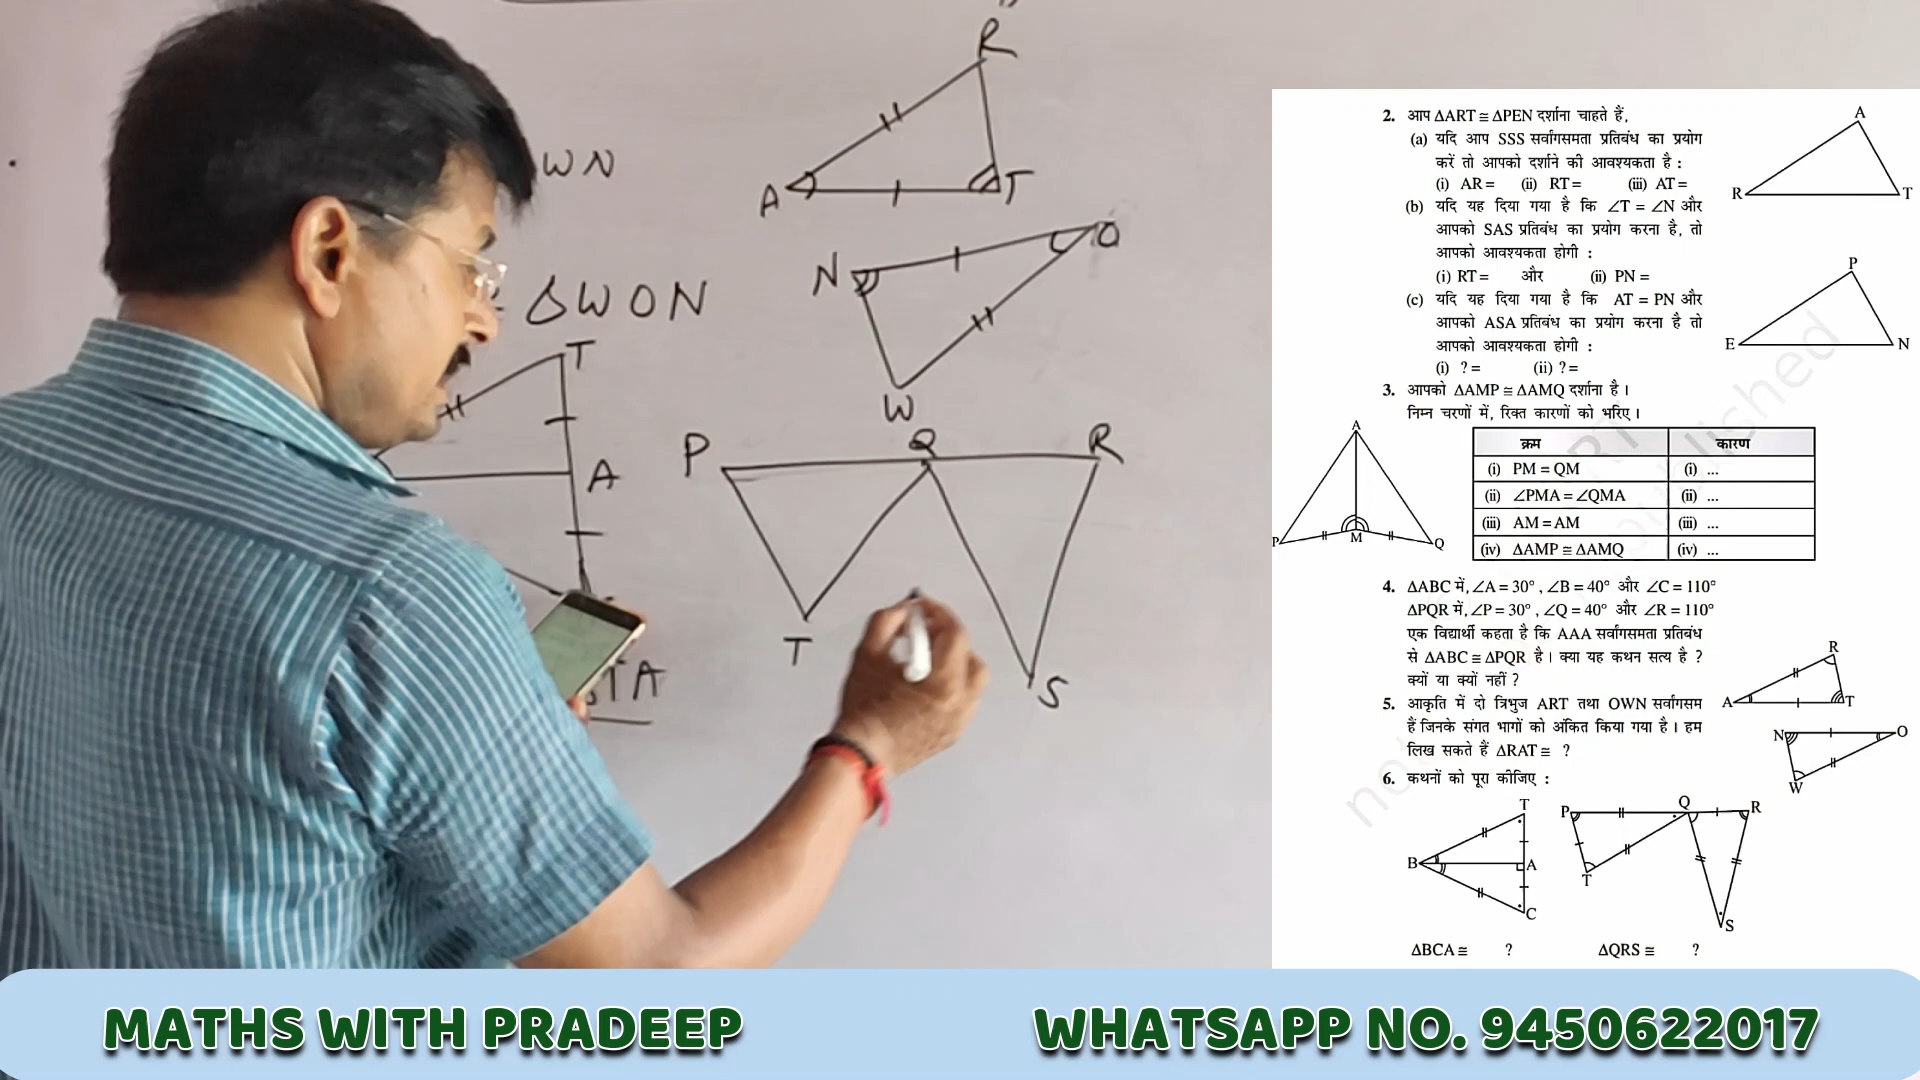 R
A
T
WN
N
O
W
ΔWON
T
A
P
Q
R
T
S
TA
2. आप ΔART ≅ ΔPEN दर्शाना चाहते हैं,
(a) यदि आप SSS सर्वांगसमता प्रतिबंध का प्रयोग
करें तो आपको दर्शाने की आवश्यकता है :
(i) AR = (ii) RT = (iii) AT =
(b) यदि यह दिया गया है कि ∠T = ∠N और
आपको SAS प्रतिबंध का प्रयोग करना है, तो
आपको आवश्यकता होगी :
(i) RT = और (ii) PN =
(c) यदि यह दिया गया है कि AT = PN और
आपको ASA प्रतिबंध का प्रयोग करना है तो
आपको आवश्यकता होगी :
(i) ? = (ii) ? =
A
R T
P
E N
3. आपको ΔAMP ≅ ΔAMQ दर्शाना है।
निम्न चरणों में, रिक्त कारणों को भरिए।
A
P M Q
क्रम कारण
(i) PM = QM (i) ...
(ii) ∠PMA = ∠QMA (ii) ...
(iii) AM = AM (iii) ...
(iv) ΔAMP ≅ ΔAMQ (iv) ...
4. ΔABC में, ∠A = 30°, ∠B = 40° और ∠C = 110°
ΔPQR में, ∠P = 30°, ∠Q = 40° और ∠R = 110°
एक विद्यार्थी कहता है कि AAA सर्वांगसमता प्रतिबंध
से ΔABC ≅ ΔPQR है। क्या यह कथन सत्य है ?
क्यों या क्यों नहीं ?
5. आकृति में दो त्रिभुज ART तथा OWN सर्वांगसम
हैं जिनके संगत भागों को अंकित किया गया है। हम
लिख सकते हैं ΔRAT ≅ ?
R
A T
N O
W
6. कथनों को पूरा कीजिए :
T
B A
C
P Q R
T
S
ΔBCA ≅ ? ΔQRS ≅ ?
MATHS WITH PRADEEP
WHATSAPP NO. 9450622017